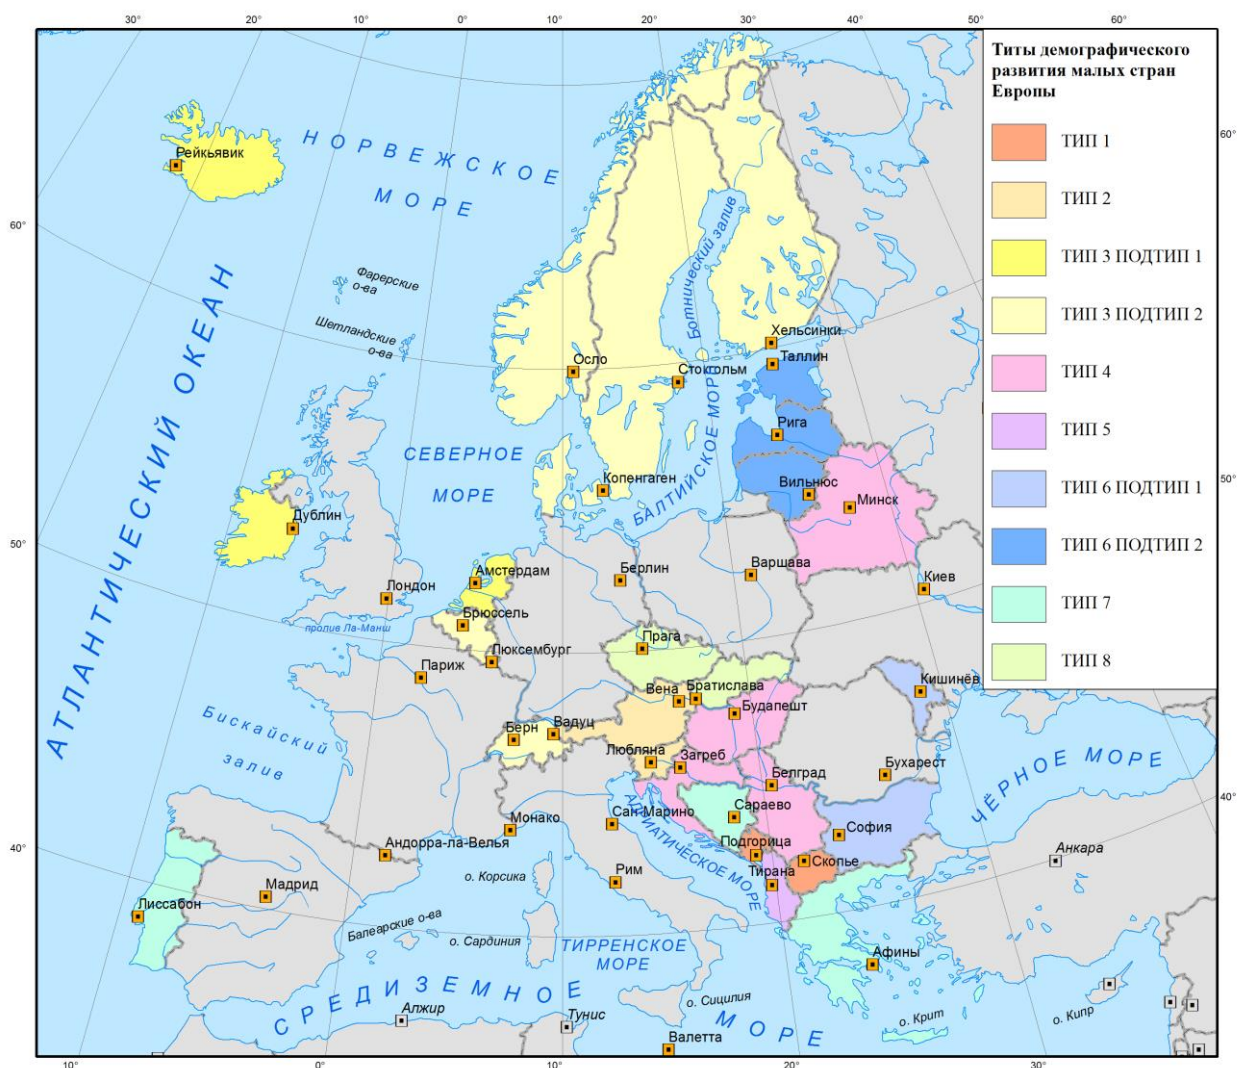 30°
20°
10°
0°
10°
20°
30°
40°
50°
60°
Титы демографического
развития малых стран
Европы
ТИП 1
ТИП 2
ТИП 3 ПОДТИП 1
ТИП 3 ПОДТИП 2
ТИП 4
ТИП 5
ТИП 6 ПОДТИП 1
ТИП 6 ПОДТИП 2
ТИП 7
ТИП 8
60°
50°
40°
60°
50°
40°
Рейкьявик
НОРВЕЖСКОЕ
МОРЕ
Фарерские
о-ва
Шетландские
о-ва
АТЛАНТИЧЕСКИЙ ОКЕАН
Ботнический залив
Хельсинки
Таллин
Осло
Стокгольм
Рига
СЕВЕРНОЕ
МОРЕ
Копенгаген
БАЛТИЙСКОЕ МОРЕ
Вильнюс
Минск
Дублин
Амстердам
Берлин
Варшава
Киев
Лондон
Брюссель
пролив Ла-Манш
Прага
Люксембург
Париж
Кишинёв
Вена
Братислава
Будапешт
Бискайский
залив
Берн
Вадуц
Любляна
Загреб
Белград
Бухарест
ЧЁРНОЕ МОРЕ
Монако
Сан-Марино
АДРИАТИЧЕСКОЕ МОРЕ
Сараево
София
Андорра-ла-Велья
Подгорица
Скопье
Тирана
Анкара
о. Корсика
Рим
Мадрид
Лиссабон
Балеарские о-ва
о. Сардиния
ТИРРЕНСКОЕ
МОРЕ
Афины
СРЕДИЗЕМНОЕ
МОРЕ
о. Сицилия
о. Крит
о. Кипр
Алжир
Тунис
Валетта
10°
0°
10°
20°
30°